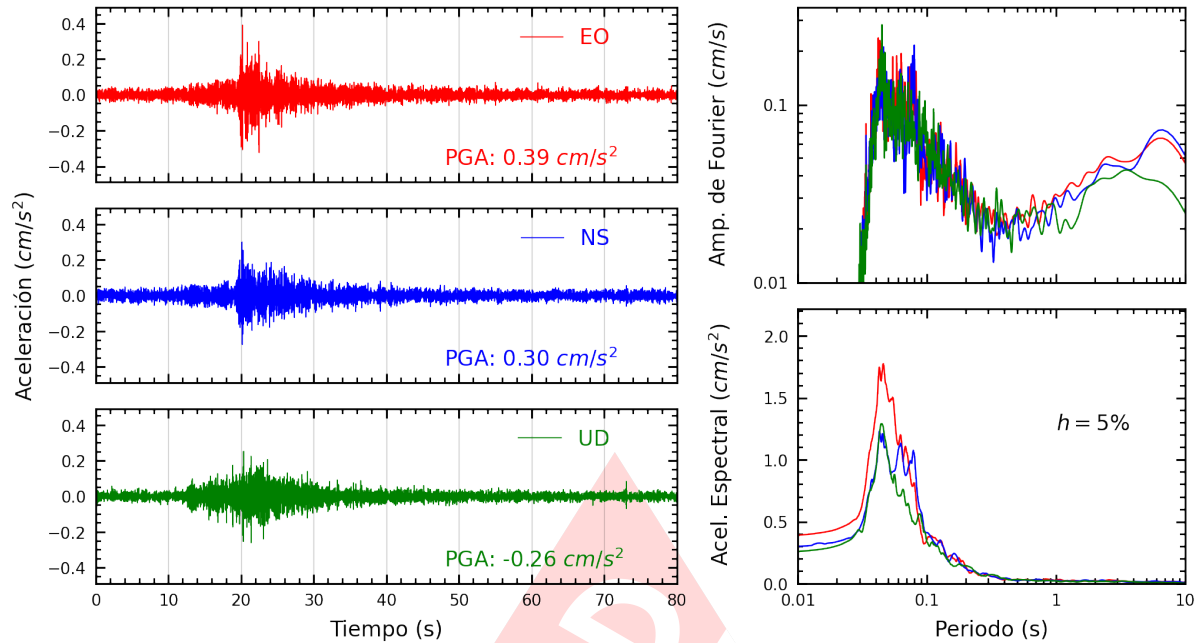 Aceleración (cm/s²)
0.4
0.2
0.0
−0.2
−0.4
EO
PGA: 0.39 cm/s²
0.4
0.2
0.0
−0.2
−0.4
NS
PGA: 0.30 cm/s²
0.4
0.2
0.0
−0.2
−0.4
UD
PGA: -0.26 cm/s²
0 10 20 30 40 50 60 70 80
Tiempo (s)
Amp. de Fourier (cm/s)
0.1
0.01
Acel. Espectral (cm/s²)
2.0
1.5
1.0
0.5
0.0
h = 5%
0.01 0.1 1 10
Periodo (s)